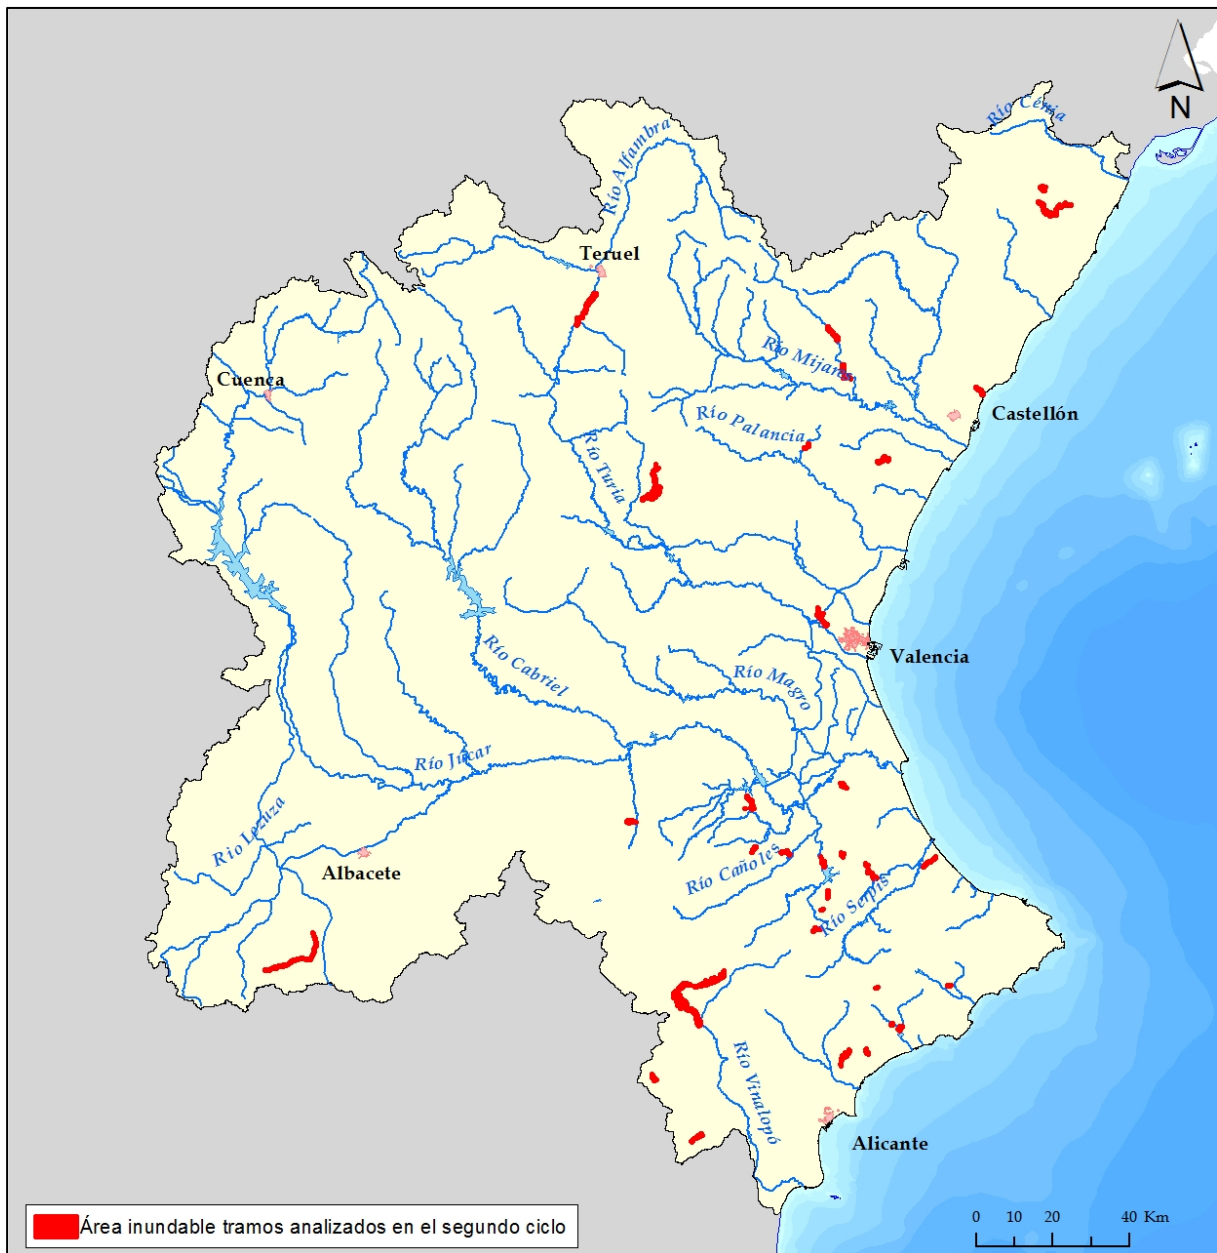 N
Río Cénia
Río Alfambra
Teruel
Río Mijares
Cuenca
Castellón
Río Palancia
Río Turia
Río Cabriel
Valencia
Río Magro
Río Júcar
Río Lezuza
Albacete
Río Cañoles
Río Serpis
Río Vinalopó
Alicante
Área inundable tramos analizados en el segundo ciclo
0 10 20 40 Km